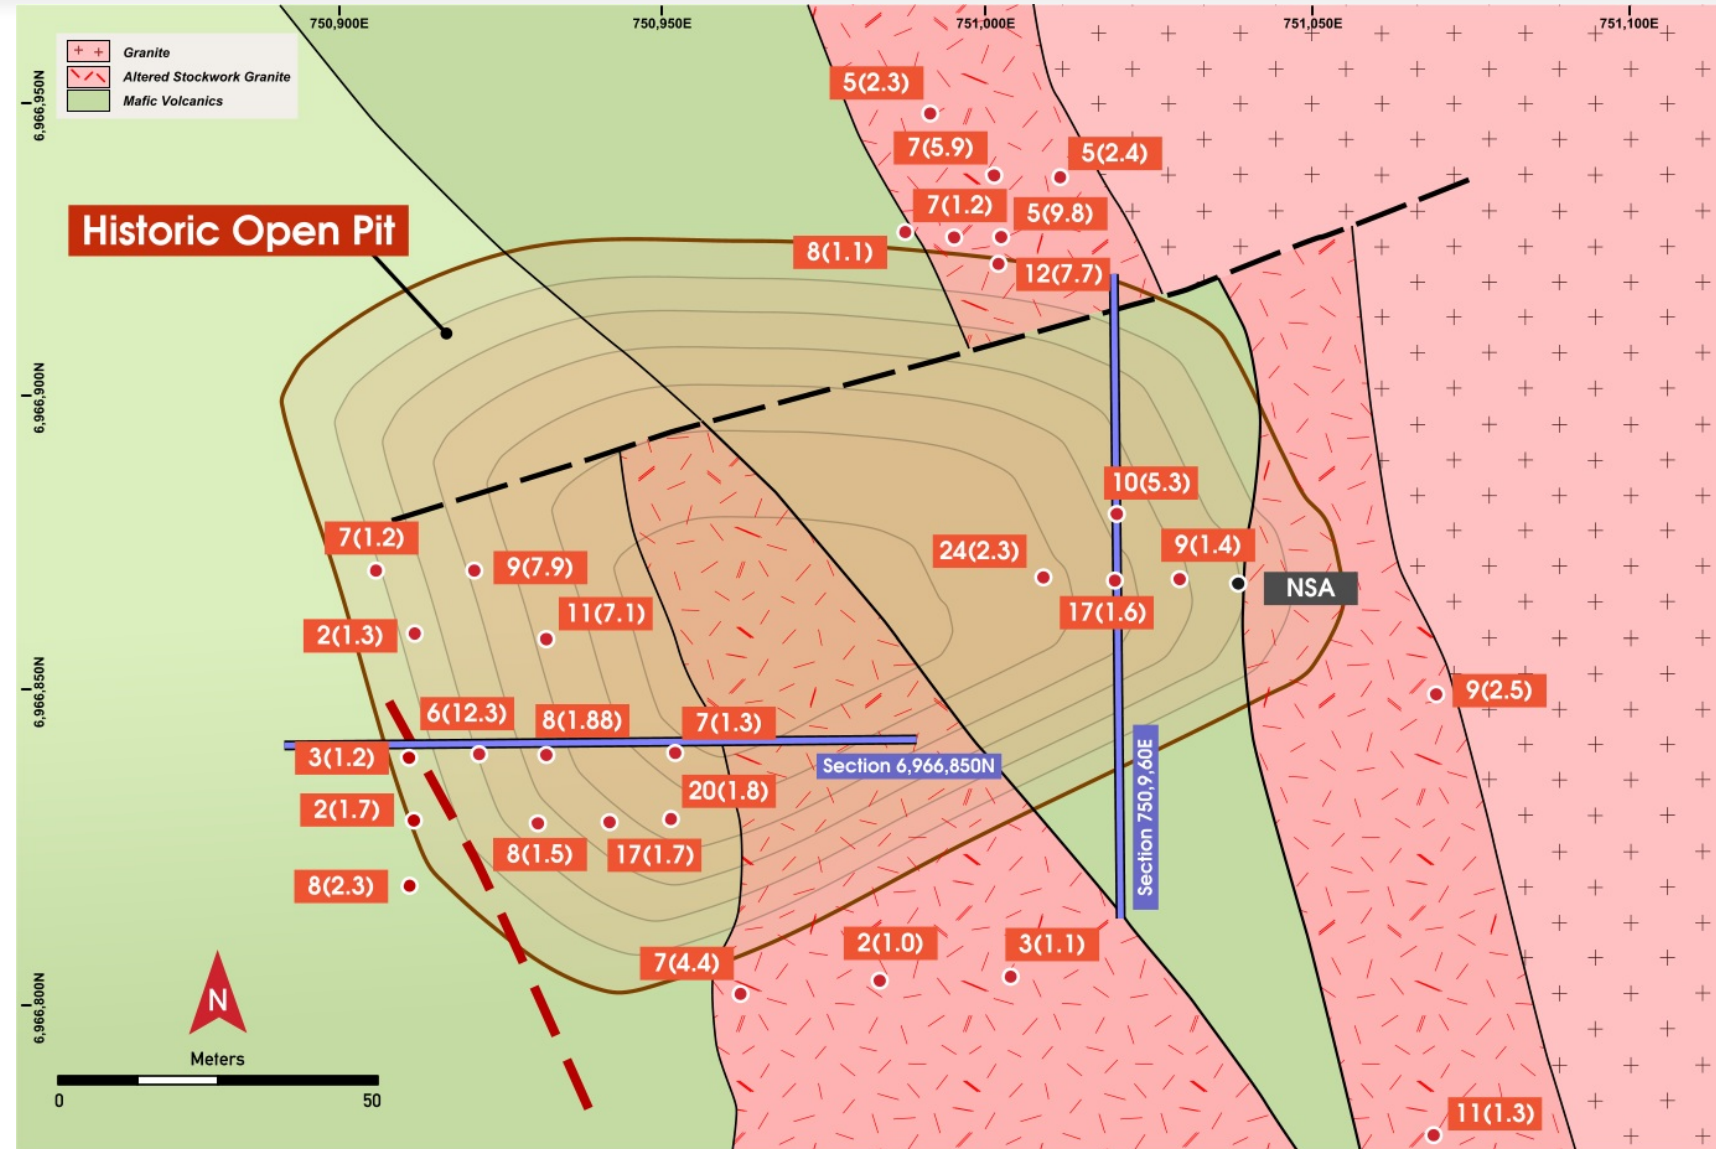 750,900E
750,950E
751,000E
751,050E
751,100E
Granite
Altered Stockwork Granite
Mafic Volcanics
6,966,950N
6,966,900N
6,966,850N
6,966,800N
5(2.3)
7(5.9)
5(2.4)
7(1.2)
5(9.8)
8(1.1)
12(7.7)
Historic Open Pit
10(5.3)
7(1.2)
9(7.9)
24(2.3)
9(1.4)
NSA
11(7.1)
17(1.6)
2(1.3)
9(2.5)
6(12.3)
8(1.88)
7(1.3)
3(1.2)
Section 6,966,850N
Section 750,9,60E
20(1.8)
2(1.7)
8(1.5)
17(1.7)
8(2.3)
7(4.4)
2(1.0)
3(1.1)
N
Meters
0
50
11(1.3)